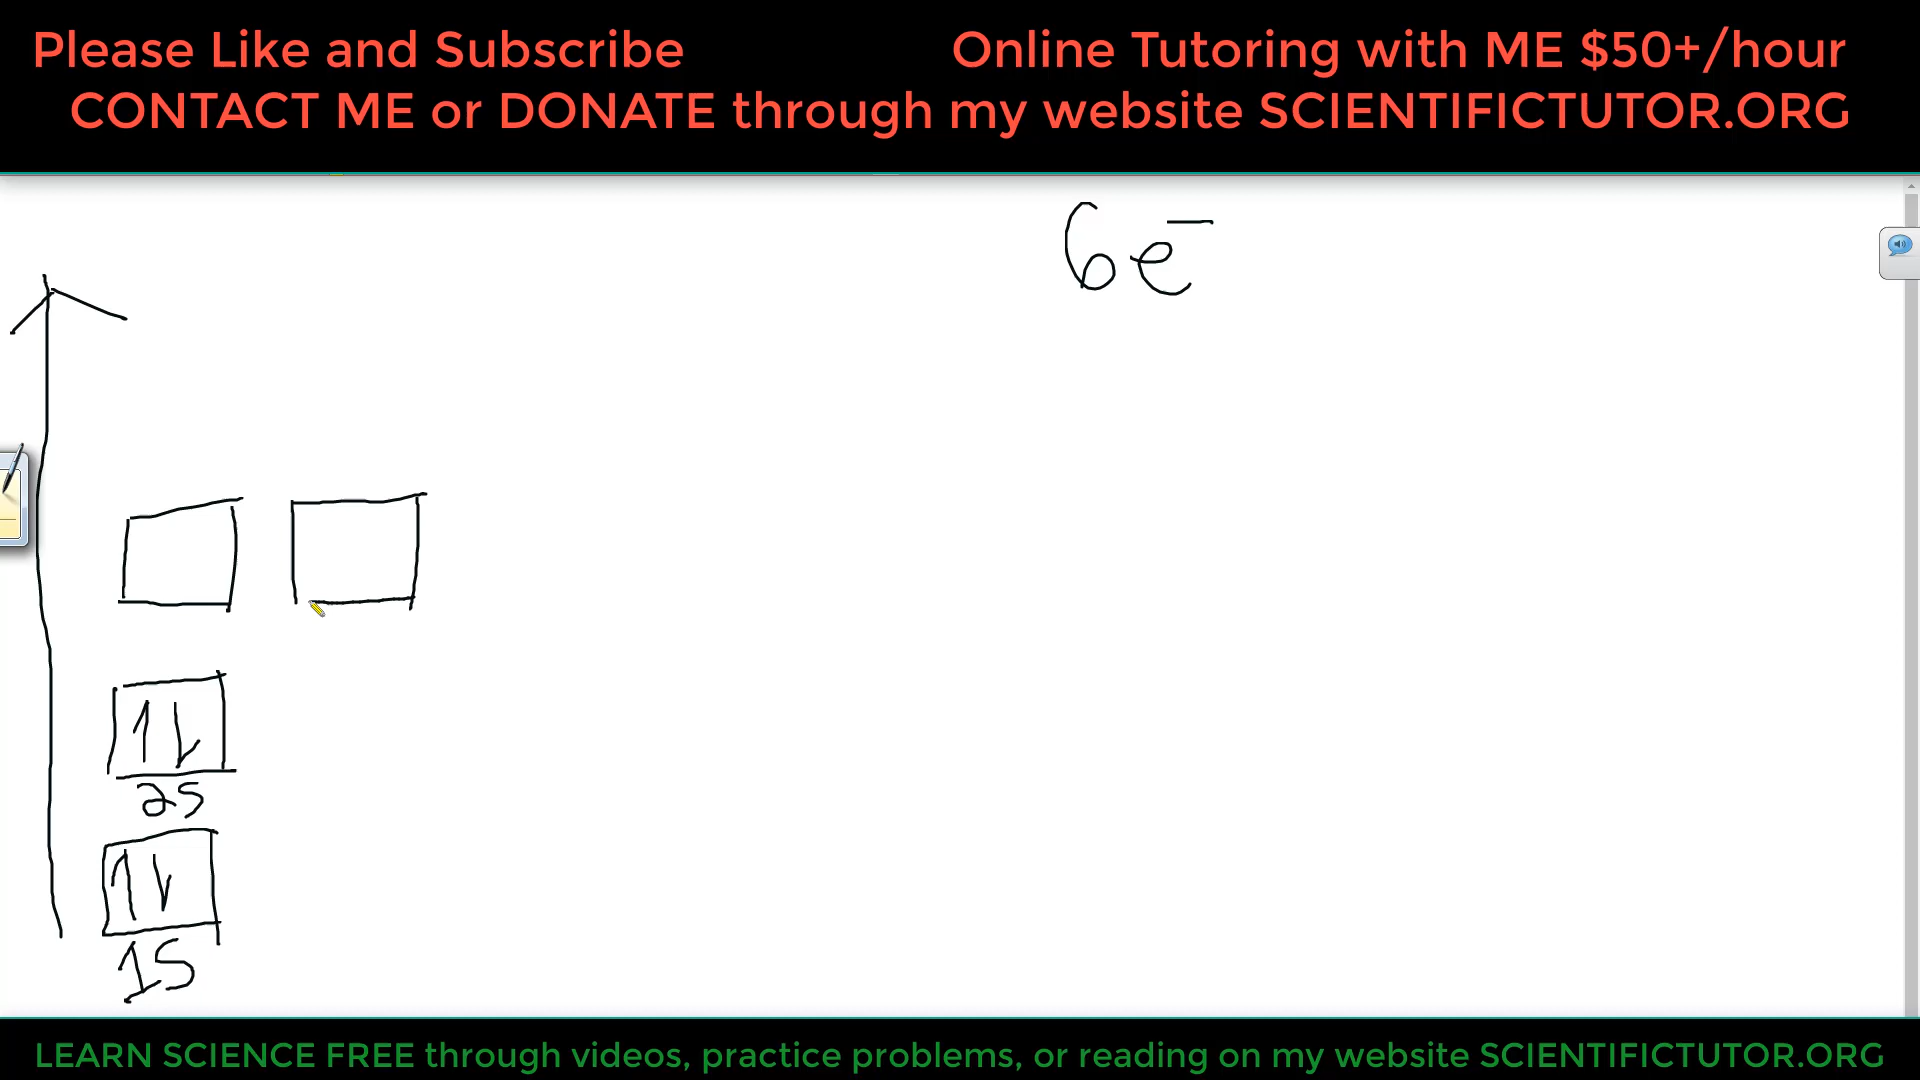 Please Like and Subscribe
Online Tutoring with ME $50+/hour
CONTACT ME or DONATE through my website SCIENTIFICTUTOR.ORG
6e⁻
2s
1s
LEARN SCIENCE FREE through videos, practice problems, or reading on my website SCIENTIFICTUTOR.ORG